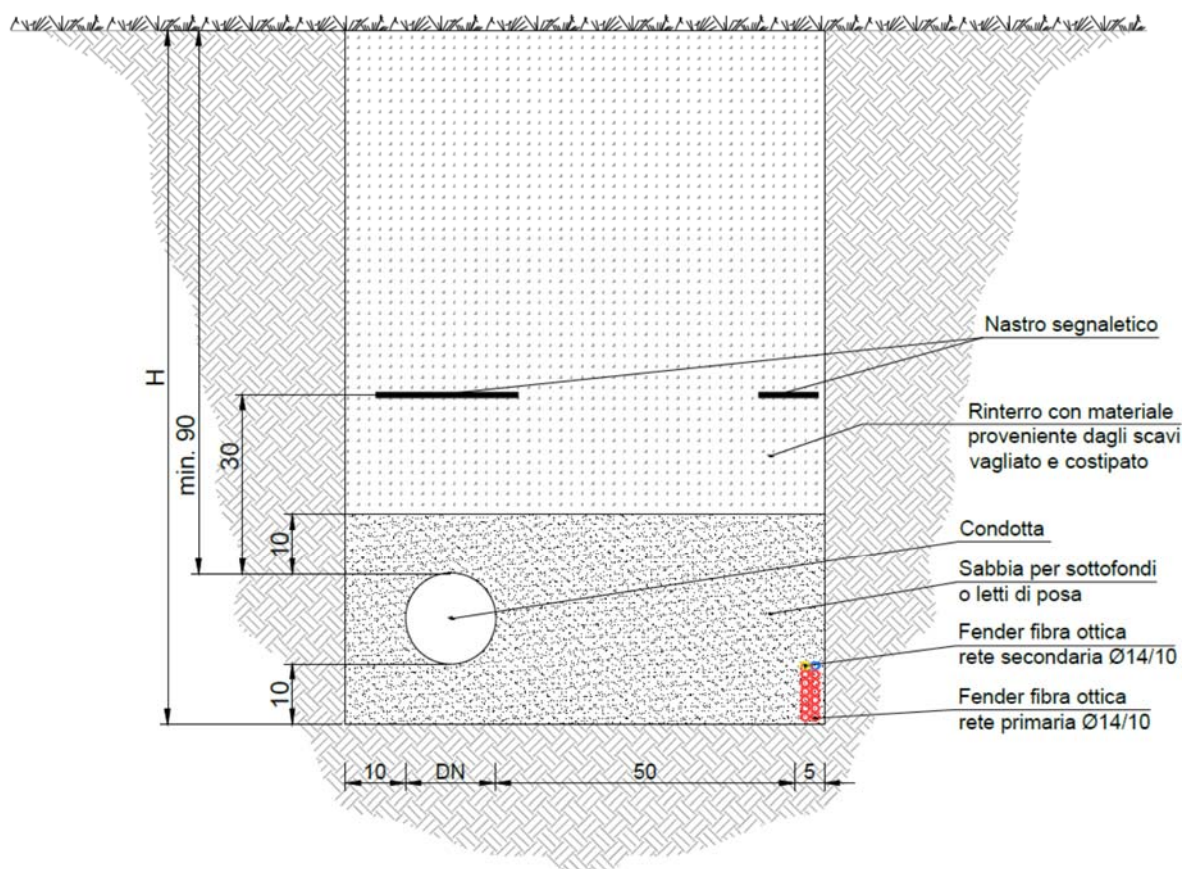 Nastro segnaletico
H
min. 90
30
Rinterro con materiale
proveniente dagli scavi
vagliato e costipato
10
Condotta
Sabbia per sottofondi
o letti di posa
Fender fibra ottica
rete secondaria Ø14/10
10
Fender fibra ottica
rete primaria Ø14/10
10
DN
50
5